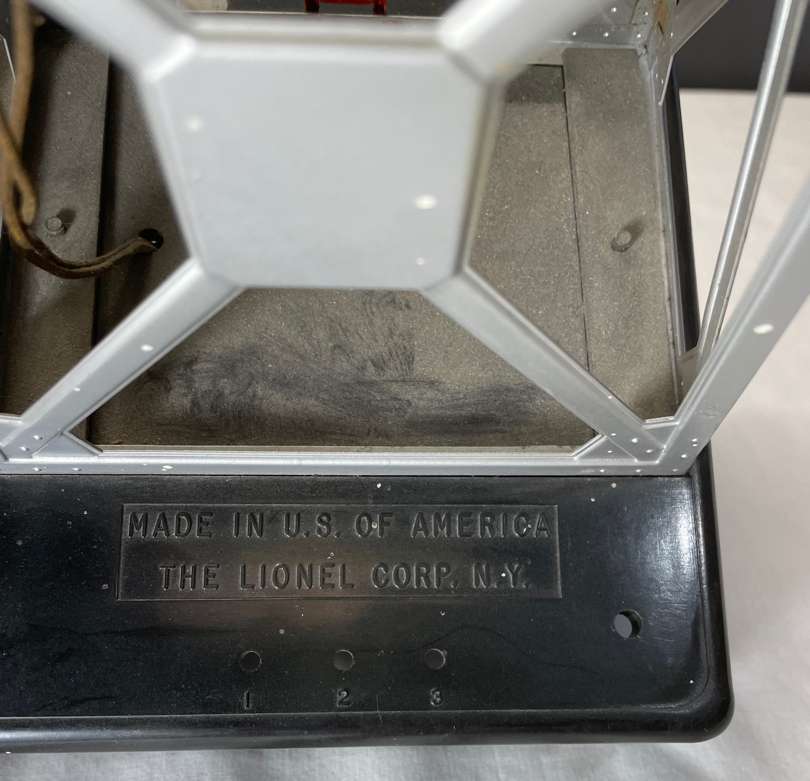 MADE IN U.S. OF AMERICA
THE LIONEL CORP. N.Y.
1 2 3